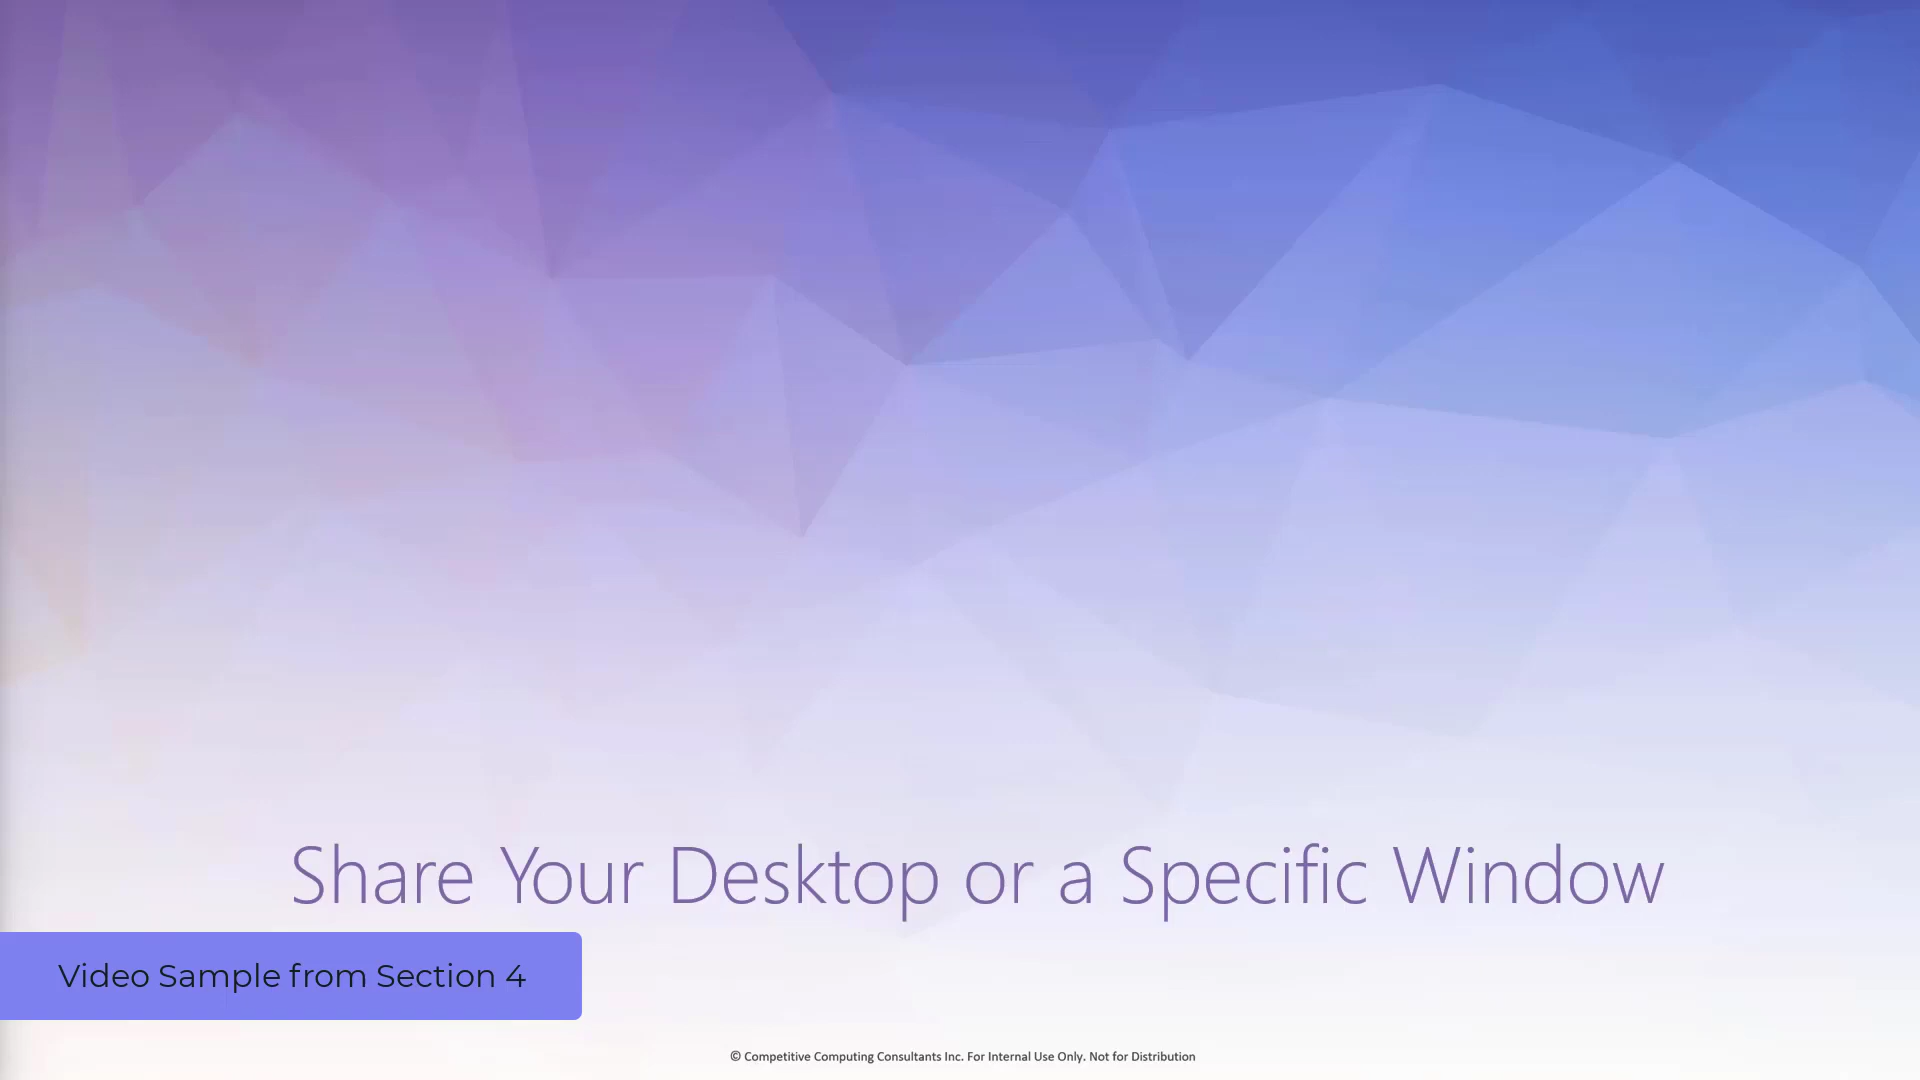 Share Your Desktop or a Specific Window
Video Sample from Section 4
© Competitive Computing Consultants Inc. For Internal Use Only. Not for Distribution